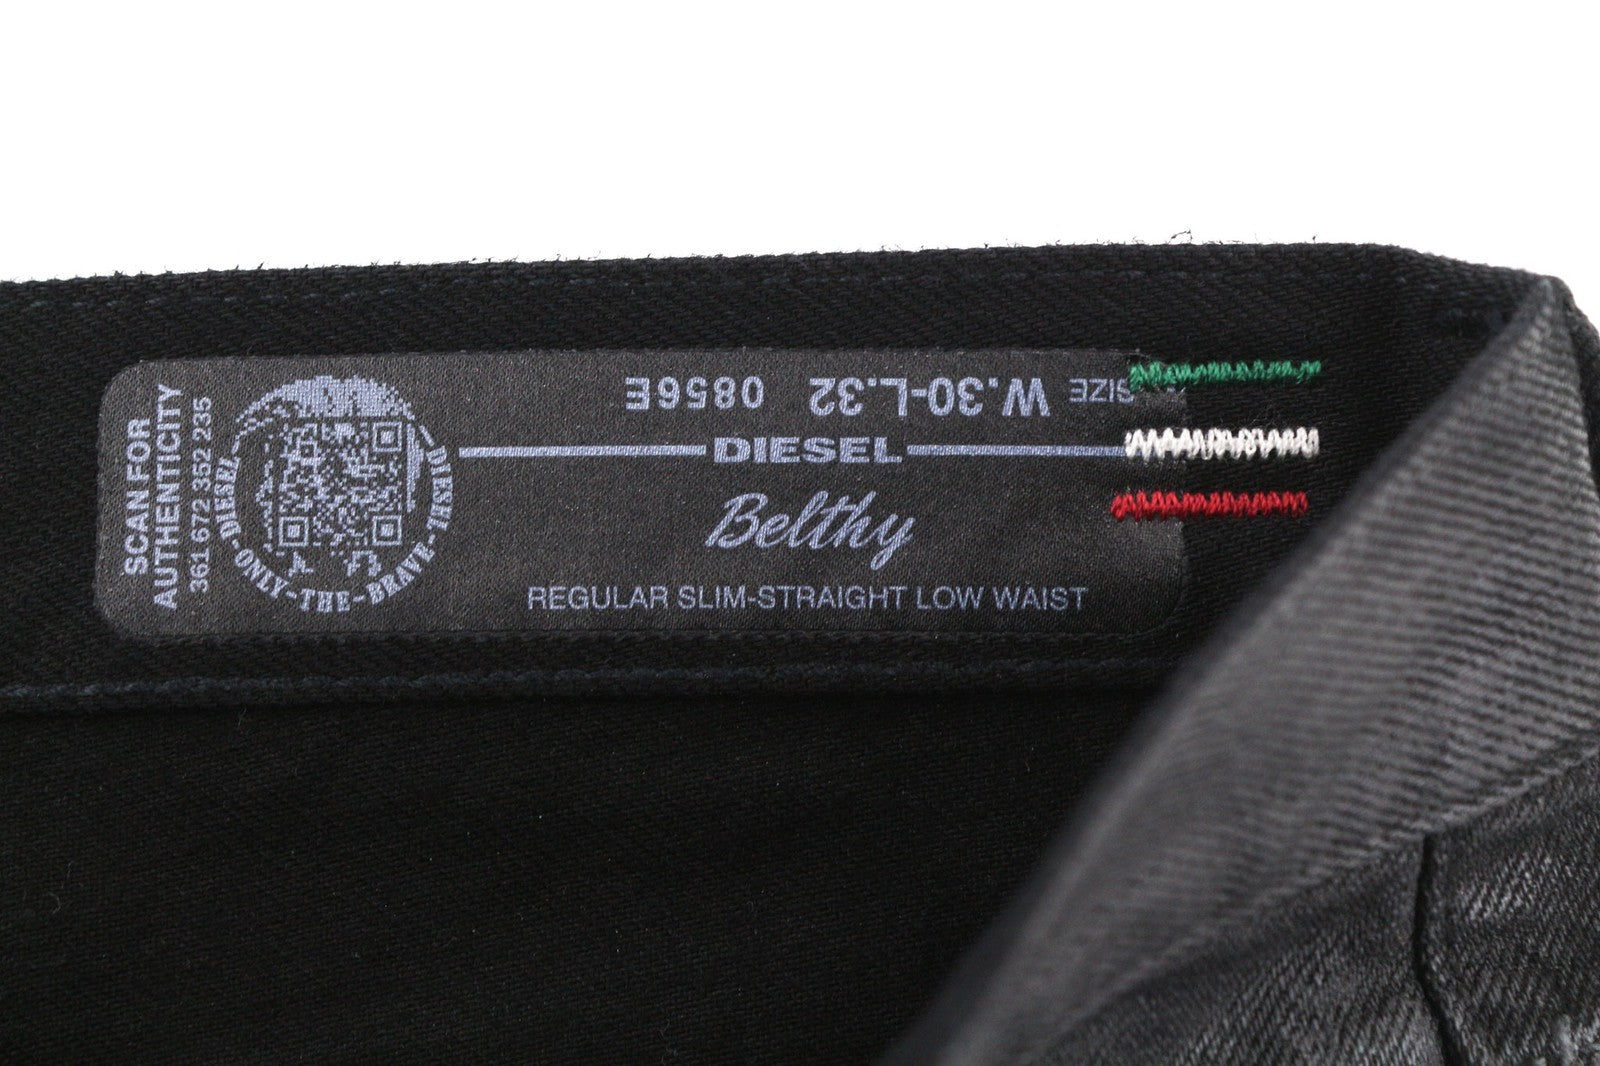 SCAN FOR
AUTHENTICITY
361 672 352 235
DIESEL-ONLY-THE-BRAVE-DIESEL
SIZE W.30-L.32 0856E
DIESEL
Belthy
REGULAR SLIM-STRAIGHT LOW WAIST